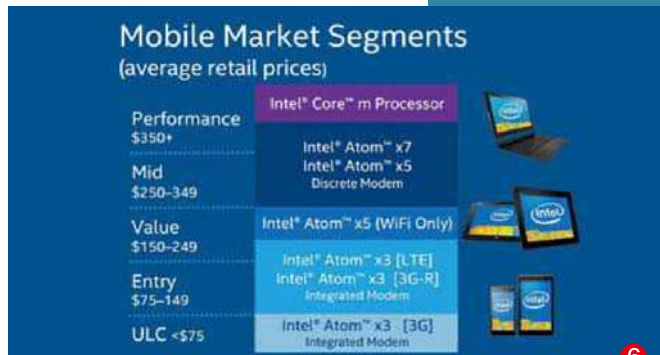 Mobile Market Segments
(average retail prices)
Intel® Core™ m Processor
Performance
$350+
Intel® Atom™ x7
Intel® Atom™ x5
Discrete Modem
Mid
$250–349
Value
$150–249
Intel® Atom™ x5 (WiFi Only)
Intel® Atom™ x3 [LTE]
Intel® Atom™ x3 [3G-R]
Integrated Modem
Entry
$75–149
ULC <$75
Intel® Atom™ x3 [3G]
Integrated Modem
intel
intel
intel
intel
intel